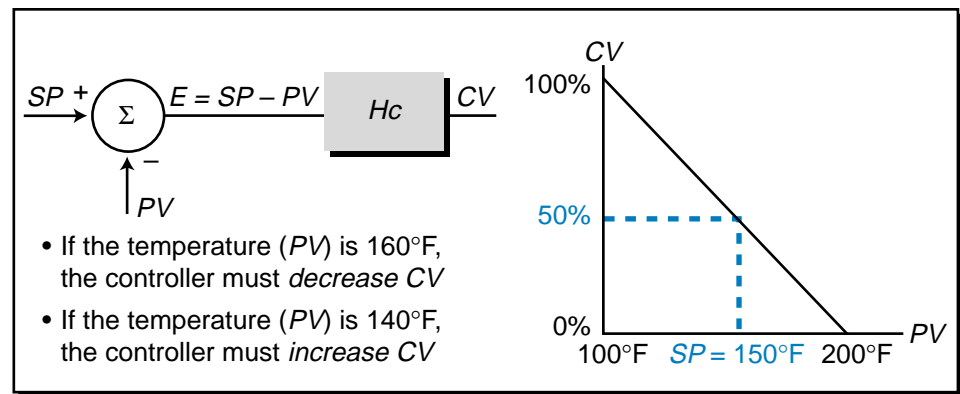 SP + Σ E = SP – PV Hc CV
–
PV
• If the temperature (PV) is 160°F,
the controller must decrease CV
• If the temperature (PV) is 140°F,
the controller must increase CV
CV
100%
50%
0%
PV
100°F SP = 150°F 200°F